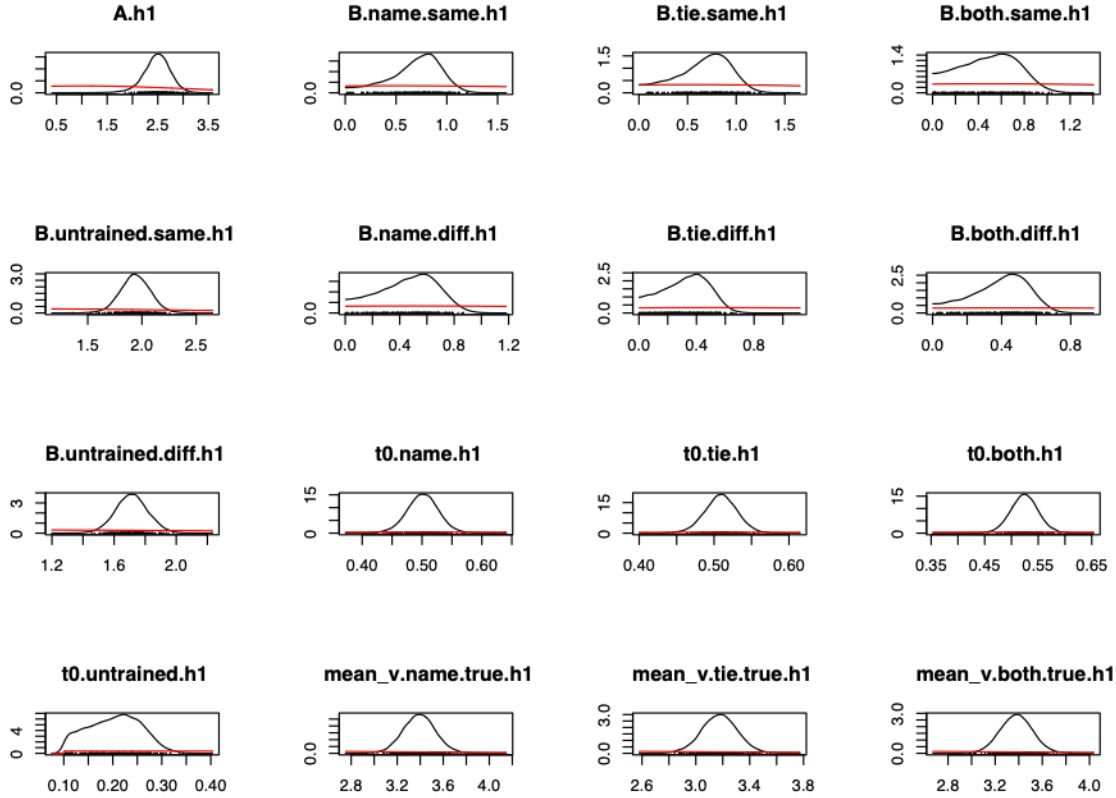 A.h1 B.name.same.h1 B.tie.same.h1 B.both.same.h1
0.0 0.0 0.0 1.5 0.0 1.4
0.5 1.5 2.5 3.5 0.0 0.5 1.0 1.5 0.0 0.5 1.0 1.5 0.0 0.4 0.8 1.2
B.untrained.same.h1 B.name.diff.h1 B.tie.diff.h1 B.both.diff.h1
0.0 3.0 0.0 0.0 2.5 0.0 2.5
1.5 2.0 2.5 0.0 0.4 0.8 1.2 0.0 0.4 0.8 0.0 0.4 0.8
B.untrained.diff.h1 t0.name.h1 t0.tie.h1 t0.both.h1
0 3 0 15 0 15 0 15
1.2 1.6 2.0 0.40 0.50 0.60 0.40 0.50 0.60 0.35 0.45 0.55 0.65
t0.untrained.h1 mean_v.name.true.h1 mean_v.tie.true.h1 mean_v.both.true.h1
4 0.0 0.0 3.0 0.0 3.0
0.10 0.20 0.30 0.40 2.8 3.2 3.6 4.0 2.6 3.0 3.4 3.8 2.8 3.2 3.6 4.0